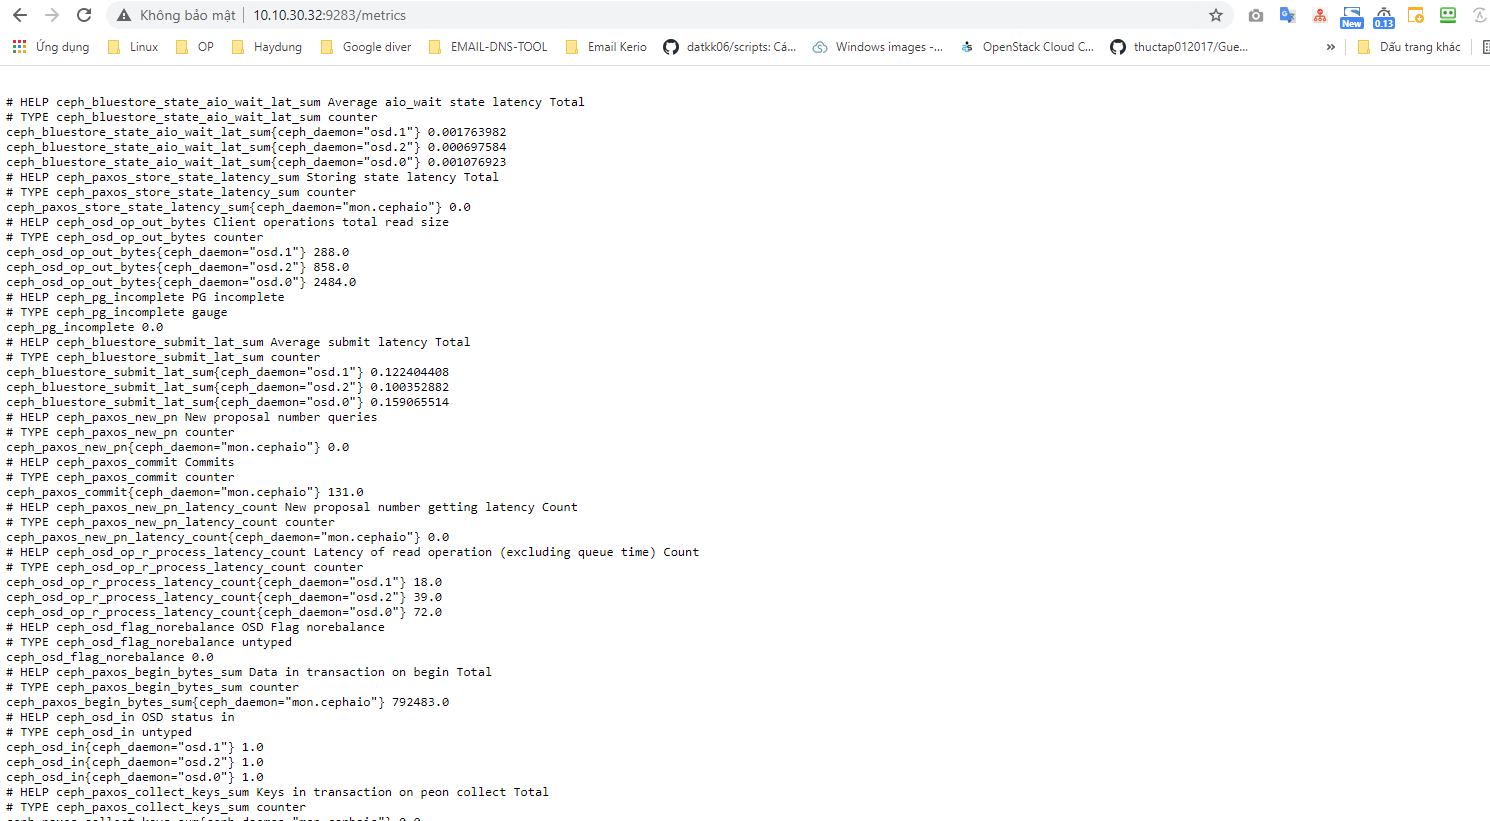 Không bảo mật 10.10.30.32:9283/metrics
New 0.13
Ứng dụng Linux OP Haydung Google diver EMAIL-DNS-TOOL Email Kerio datkk06/scripts: Cá... Windows images -... OpenStack Cloud C... thuctap012017/Gue... » Dấu trang khác
# HELP ceph_bluestore_state_aio_wait_lat_sum Average aio_wait state latency Total
# TYPE ceph_bluestore_state_aio_wait_lat_sum counter
ceph_bluestore_state_aio_wait_lat_sum{ceph_daemon="osd.1"} 0.001763982
ceph_bluestore_state_aio_wait_lat_sum{ceph_daemon="osd.2"} 0.000697584
ceph_bluestore_state_aio_wait_lat_sum{ceph_daemon="osd.0"} 0.001076923
# HELP ceph_paxos_store_state_latency_sum Storing state latency Total
# TYPE ceph_paxos_store_state_latency_sum counter
ceph_paxos_store_state_latency_sum{ceph_daemon="mon.cephaio"} 0.0
# HELP ceph_osd_op_out_bytes Client operations total read size
# TYPE ceph_osd_op_out_bytes counter
ceph_osd_op_out_bytes{ceph_daemon="osd.1"} 288.0
ceph_osd_op_out_bytes{ceph_daemon="osd.2"} 858.0
ceph_osd_op_out_bytes{ceph_daemon="osd.0"} 2484.0
# HELP ceph_pg_incomplete PG incomplete
# TYPE ceph_pg_incomplete gauge
ceph_pg_incomplete 0.0
# HELP ceph_bluestore_submit_lat_sum Average submit latency Total
# TYPE ceph_bluestore_submit_lat_sum counter
ceph_bluestore_submit_lat_sum{ceph_daemon="osd.1"} 0.122404408
ceph_bluestore_submit_lat_sum{ceph_daemon="osd.2"} 0.100352882
ceph_bluestore_submit_lat_sum{ceph_daemon="osd.0"} 0.159065514
# HELP ceph_paxos_new_pn New proposal number queries
# TYPE ceph_paxos_new_pn counter
ceph_paxos_new_pn{ceph_daemon="mon.cephaio"} 0.0
# HELP ceph_paxos_commit Commits
# TYPE ceph_paxos_commit counter
ceph_paxos_commit{ceph_daemon="mon.cephaio"} 131.0
# HELP ceph_paxos_new_pn_latency_count New proposal number getting latency Count
# TYPE ceph_paxos_new_pn_latency_count counter
ceph_paxos_new_pn_latency_count{ceph_daemon="mon.cephaio"} 0.0
# HELP ceph_osd_op_r_process_latency_count Latency of read operation (excluding queue time) Count
# TYPE ceph_osd_op_r_process_latency_count counter
ceph_osd_op_r_process_latency_count{ceph_daemon="osd.1"} 18.0
ceph_osd_op_r_process_latency_count{ceph_daemon="osd.2"} 39.0
ceph_osd_op_r_process_latency_count{ceph_daemon="osd.0"} 72.0
# HELP ceph_osd_flag_norebalance OSD Flag norebalance
# TYPE ceph_osd_flag_norebalance untyped
ceph_osd_flag_norebalance 0.0
# HELP ceph_paxos_begin_bytes_sum Data in transaction on begin Total
# TYPE ceph_paxos_begin_bytes_sum counter
ceph_paxos_begin_bytes_sum{ceph_daemon="mon.cephaio"} 792483.0
# HELP ceph_osd_in OSD status in
# TYPE ceph_osd_in untyped
ceph_osd_in{ceph_daemon="osd.1"} 1.0
ceph_osd_in{ceph_daemon="osd.2"} 1.0
ceph_osd_in{ceph_daemon="osd.0"} 1.0
# HELP ceph_paxos_collect_keys_sum Keys in transaction on peon collect Total
# TYPE ceph_paxos_collect_keys_sum counter
ceph_paxos_collect_keys_sum{ceph_daemon="mon.cephaio"} 0.0